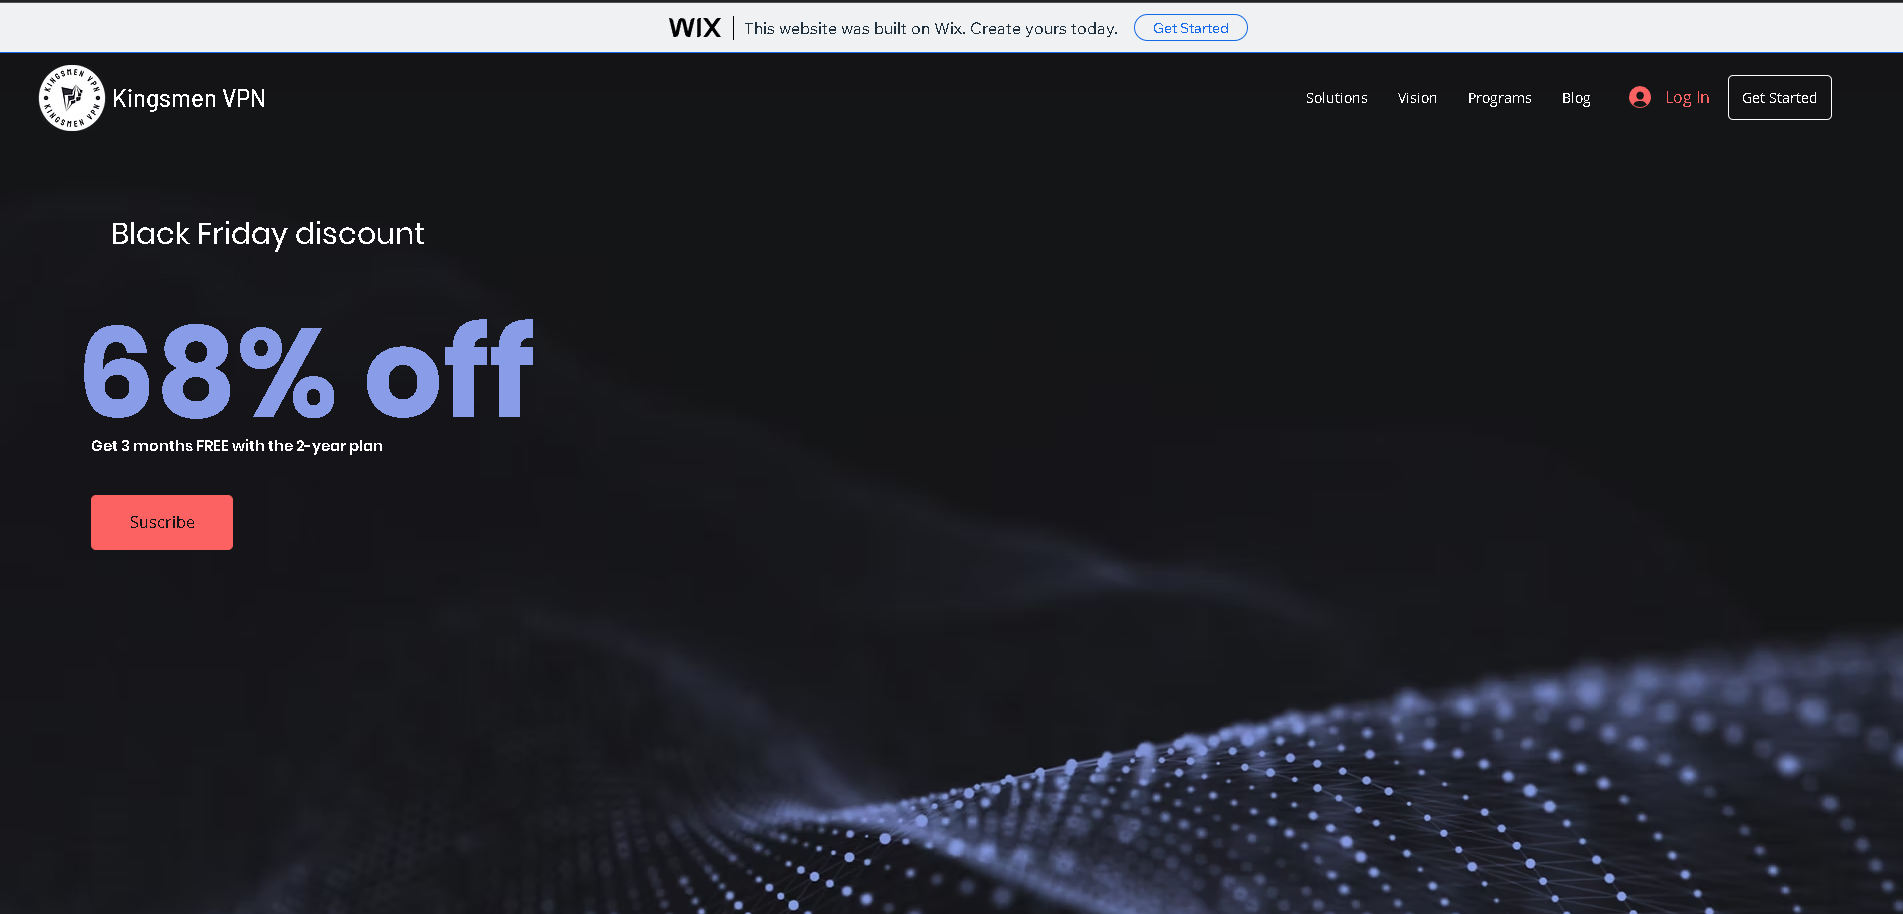 WIX
This website was built on Wix. Create yours today.
Get Started
KINGSMEN VPN
KINGSMEN VPN
Kingsmen VPN
Solutions
Vision
Programs
Blog
Log In
Get Started
Black Friday discount
68% off
Get 3 months FREE with the 2-year plan
Suscribe